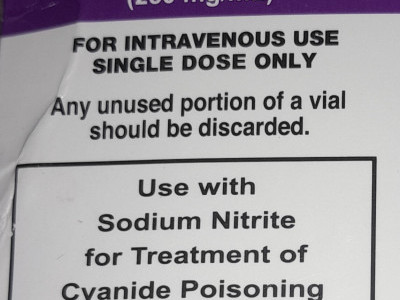 FOR INTRAVENOUS USE
SINGLE DOSE ONLY
Any unused portion of a vial
should be discarded.
Use with
Sodium Nitrite
for Treatment of
Cyanide Poisoning